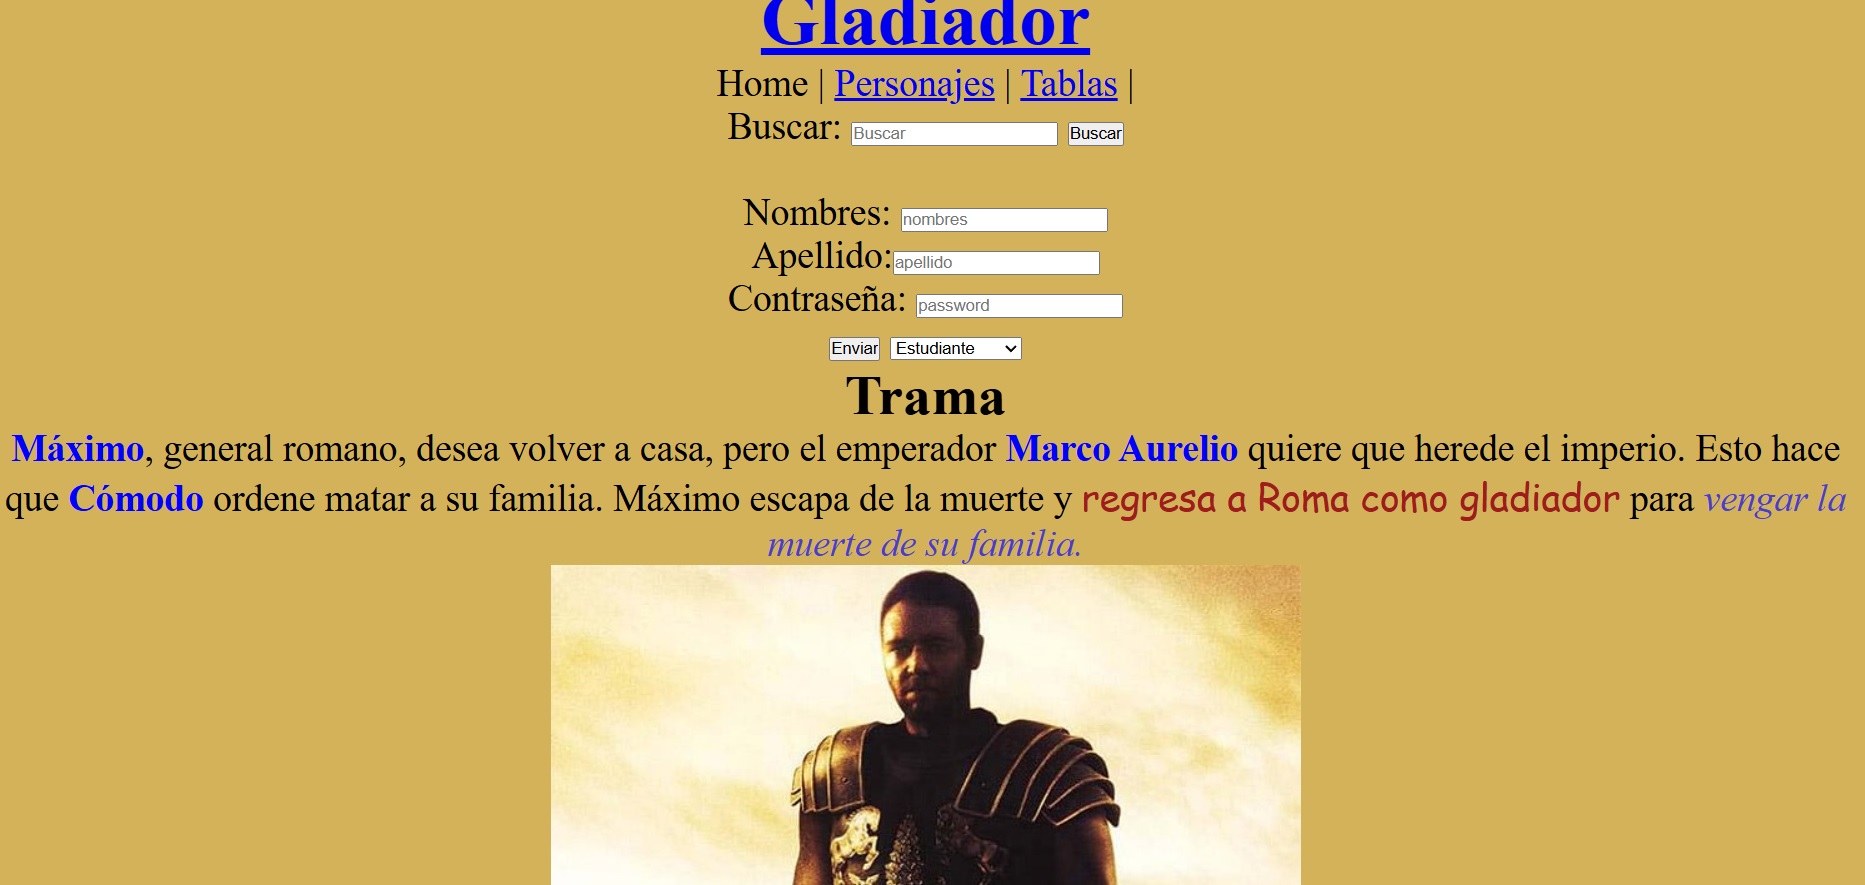 Gladiador
Home | Personajes | Tablas |
Buscar: Buscar Buscar
Nombres: nombres
Apellido:apellido
Contraseña: password
Enviar Estudiante
Trama
Máximo, general romano, desea volver a casa, pero el emperador Marco Aurelio quiere que herede el imperio. Esto hace
que Cómodo ordene matar a su familia. Máximo escapa de la muerte y regresa a Roma como gladiador para vengar la
muerte de su familia.